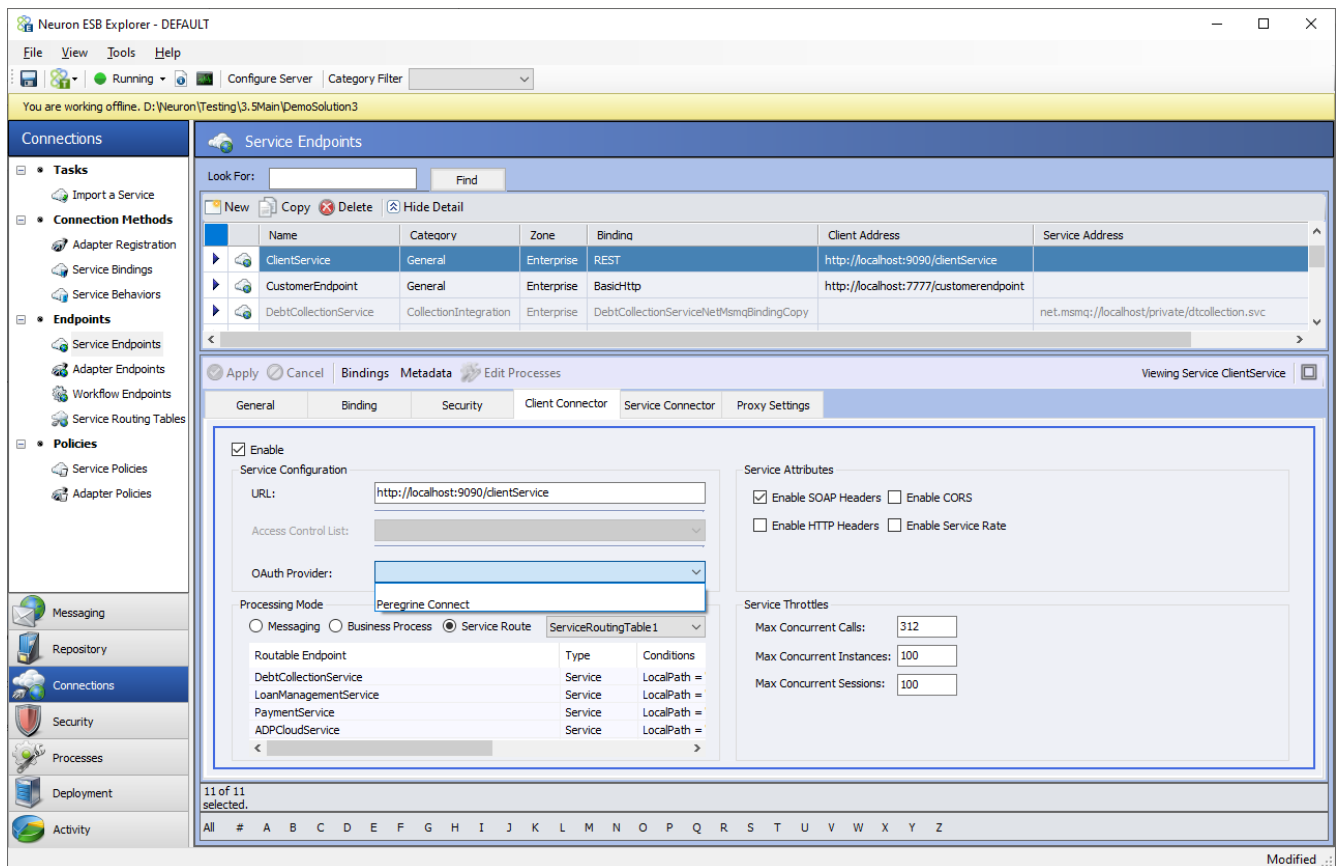 Neuron ESB Explorer - DEFAULT
File View Tools Help
Running Configure Server Category Filter
You are working offline. D:\Neuron\Testing\3.5Main\DemoSolution3
Connections
Tasks
Import a Service
Connection Methods
Adapter Registration
Service Bindings
Service Behaviors
Endpoints
Service Endpoints
Adapter Endpoints
Workflow Endpoints
Service Routing Tables
Policies
Service Policies
Adapter Policies
Messaging
Repository
Connections
Security
Processes
Deployment
Activity
Service Endpoints
Look For: Find
New Copy Delete Hide Detail
Name Category Zone Binding Client Address Service Address
ClientService General Enterprise REST http://localhost:9090/clientService
CustomerEndpoint General Enterprise BasicHttp http://localhost:7777/customerendpoint
DebtCollectionService CollectionIntegration Enterprise DebtCollectionServiceNetMsmqBindingCopy net.msmq://localhost/private/dtcollection.svc
Apply Cancel Bindings Metadata Edit Processes Viewing Service ClientService
General Binding Security Client Connector Service Connector Proxy Settings
Enable
Service Configuration
URL: http://localhost:9090/clientService
Access Control List:
OAuth Provider:
Peregrine Connect
Processing Mode
Messaging Business Process Service Route ServiceRoutingTable1
Routable Endpoint Type Conditions
DebtCollectionService Service LocalPath =
LoanManagementService Service LocalPath =
PaymentService Service LocalPath =
ADPCloudService Service LocalPath =
Service Attributes
Enable SOAP Headers Enable CORS
Enable HTTP Headers Enable Service Rate
Service Throttles
Max Concurrent Calls: 312
Max Concurrent Instances: 100
Max Concurrent Sessions: 100
11 of 11
selected.
All # A B C D E F G H I J K L M N O P Q R S T U V W X Y Z
Modified